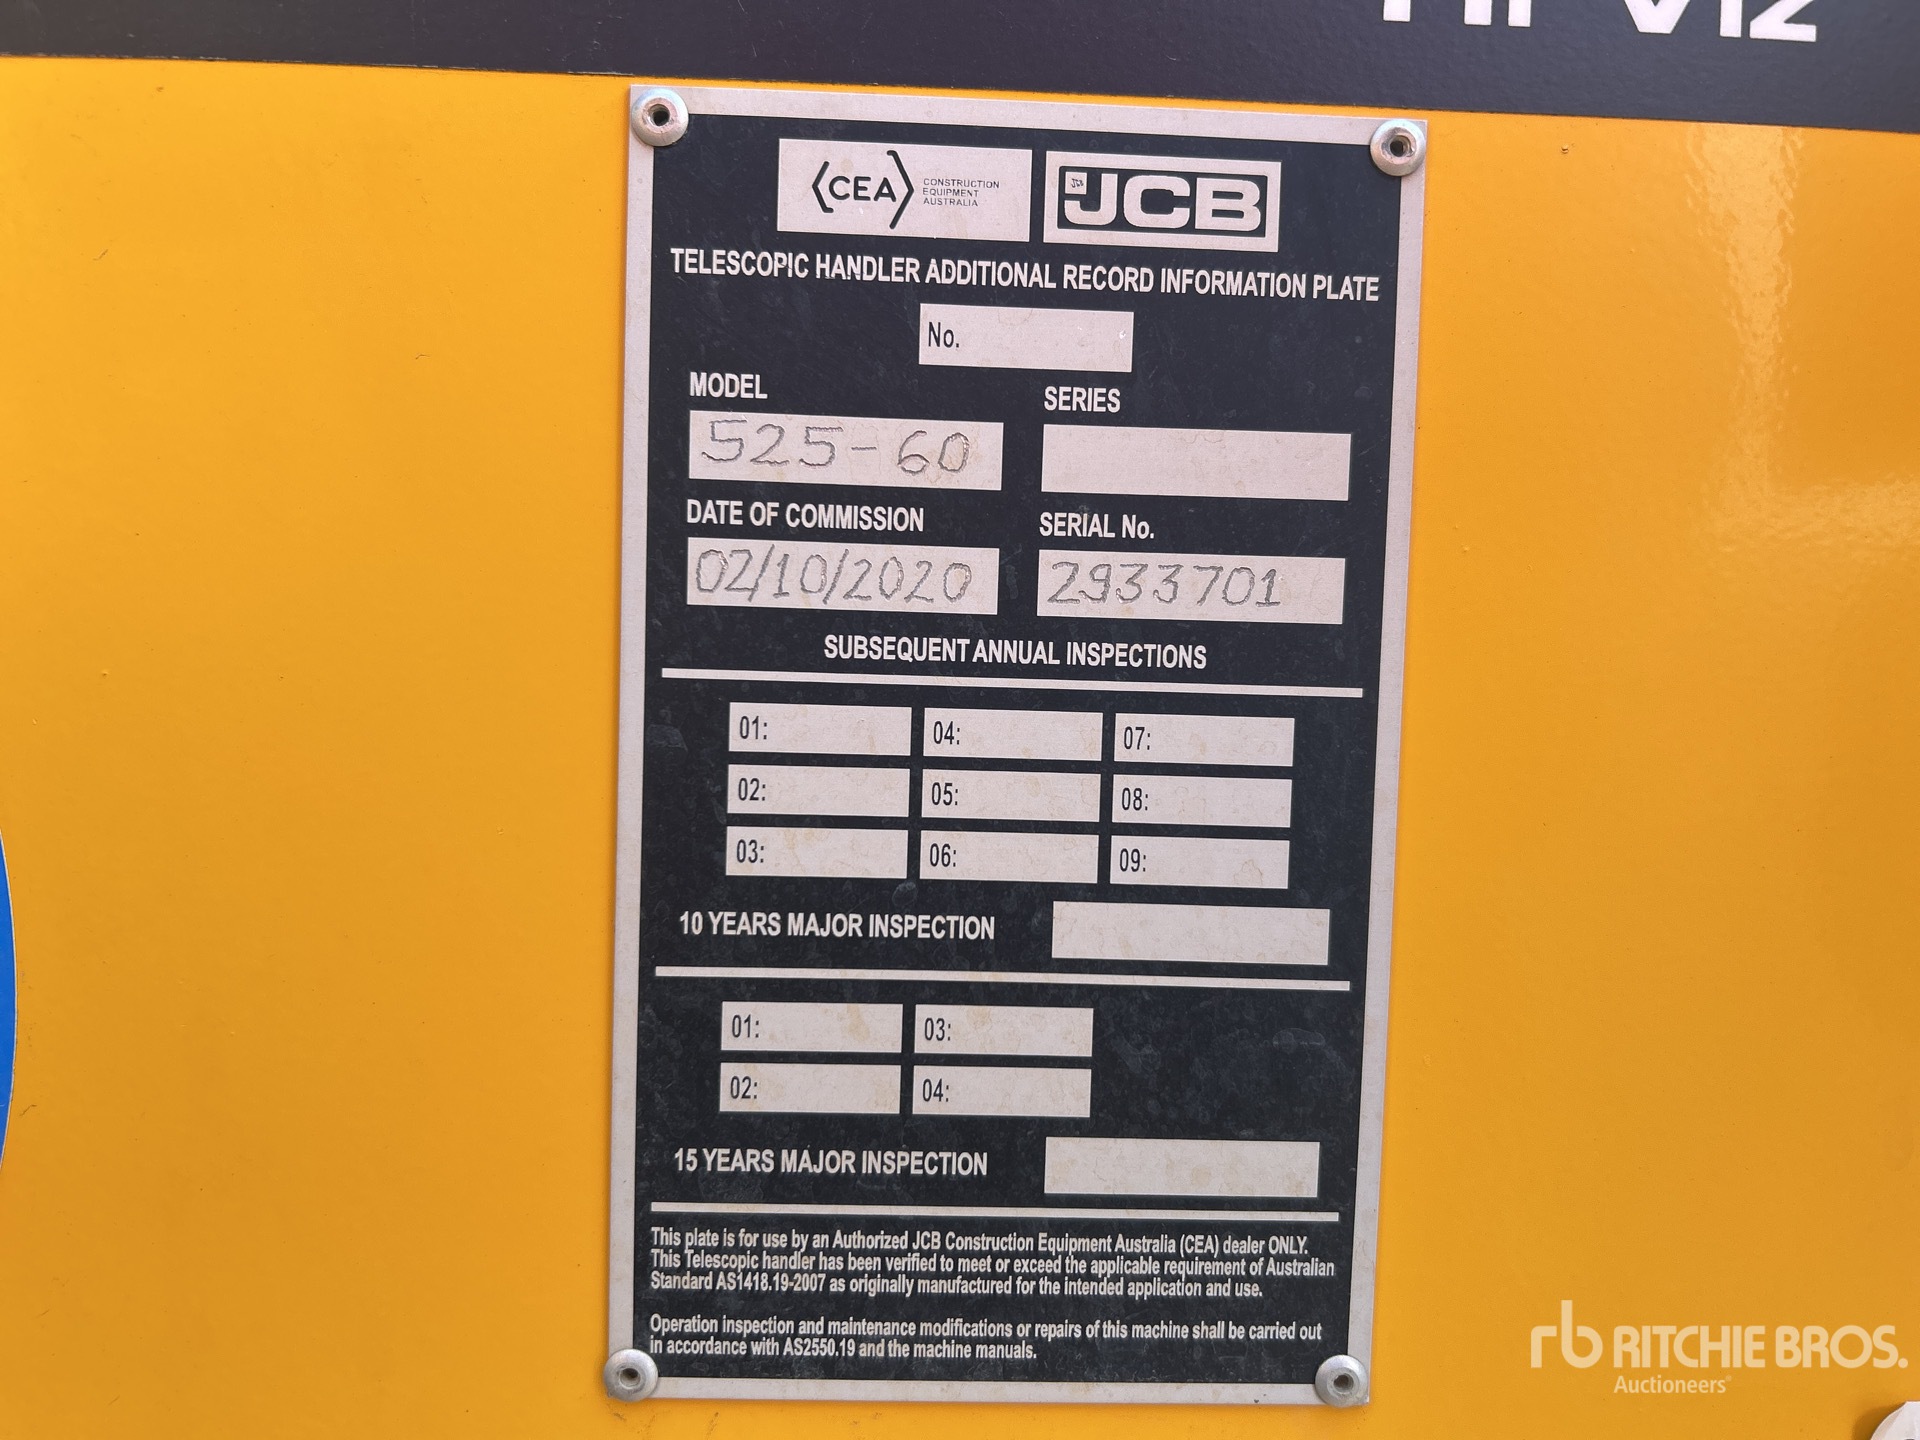 CEA CONSTRUCTION
EQUIPMENT
AUSTRALIA
JCB
TELESCOPIC HANDLER ADDITIONAL RECORD INFORMATION PLATE
No.
MODEL SERIES
525-60
DATE OF COMMISSION SERIAL No.
02/10/2020 2933701
SUBSEQUENT ANNUAL INSPECTIONS
01: 04: 07:
02: 05: 08:
03: 06: 09:
10 YEARS MAJOR INSPECTION
01: 03:
02: 04:
15 YEARS MAJOR INSPECTION
This plate is for use by an Authorized JCB Construction Equipment Australia (CEA) dealer ONLY.
This Telescopic handler has been verified to meet or exceed the applicable requirement of Australian
Standard AS1418.19-2007 as originally manufactured for the intended application and use.
Operation inspection and maintenance modifications or repairs of this machine shall be carried out
in accordance with AS2550.19 and the machine manuals.
rb RITCHIE BROS.
Auctioneers